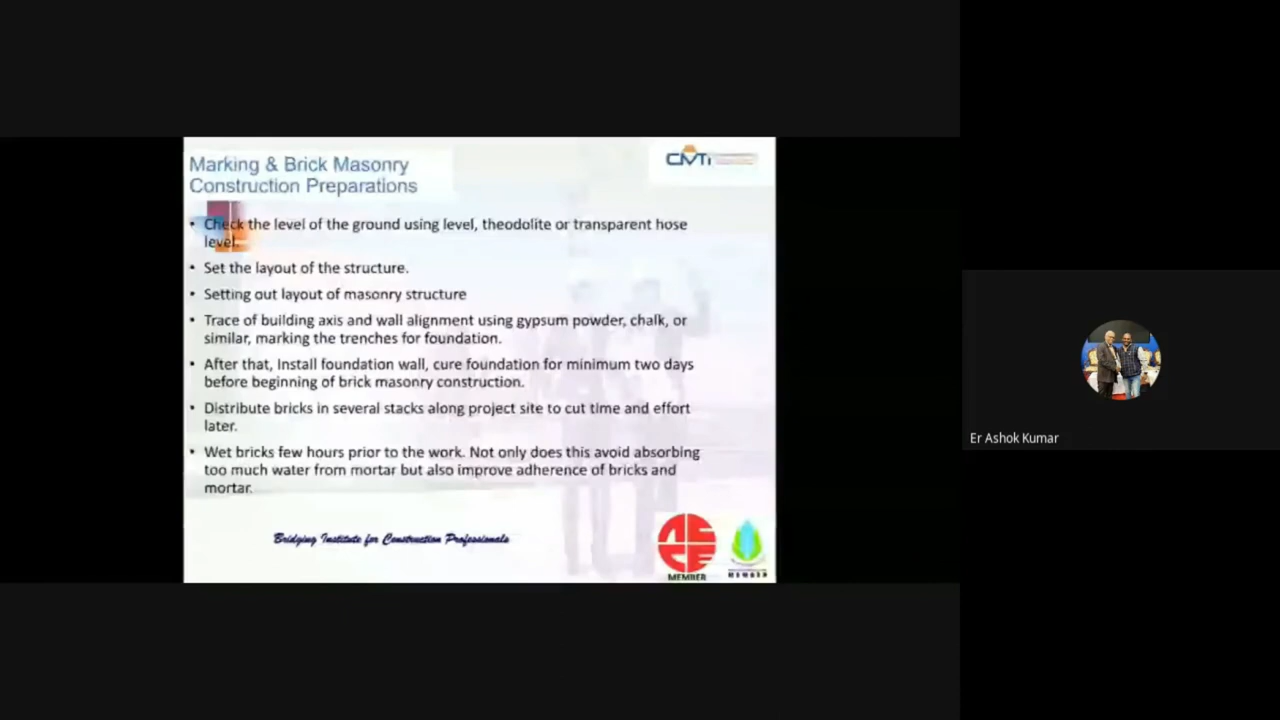 Marking & Brick Masonry
Construction Preparations
CMTi
• Check the level of the ground using level, theodolite or transparent hose
level.
• Set the layout of the structure.
• Setting out layout of masonry structure
• Trace of building axis and wall alignment using gypsum powder, chalk, or
similar, marking the trenches for foundation.
• After that, Install foundation wall, cure foundation for minimum two days
before beginning of brick masonry construction.
• Distribute bricks in several stacks along project site to cut time and effort
later.
• Wet bricks few hours prior to the work. Not only does this avoid absorbing
too much water from mortar but also improve adherence of bricks and
mortar.
Bridging Institute for Construction Professionals
MEMBER
MEMBER
Er Ashok Kumar